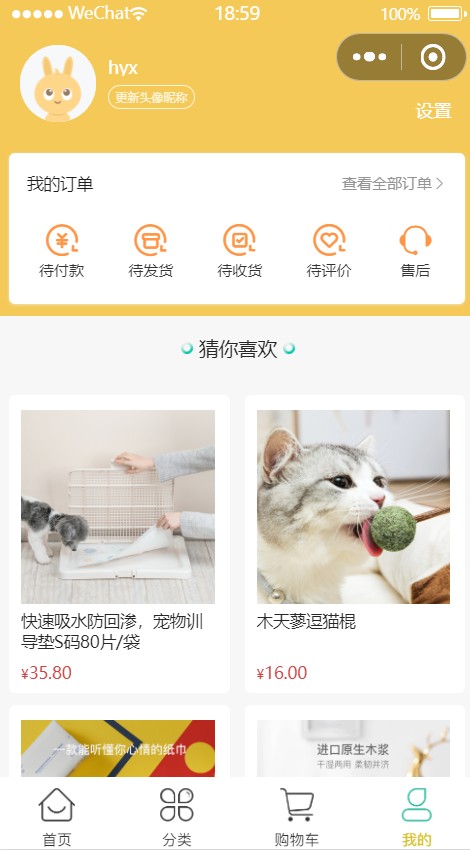 WeChat 18:59 100%
hyx
更新头像昵称
设置
我的订单 查看全部订单
待付款 待发货 待收货 待评价 售后
猜你喜欢
快速吸水防回渗，宠物训
导垫S码80片/袋
¥35.80
木天蓼逗猫棍
¥16.00
一款能听懂你心情的纸巾
进口原生木浆
干湿两用 柔韧并济
首页 分类 购物车 我的